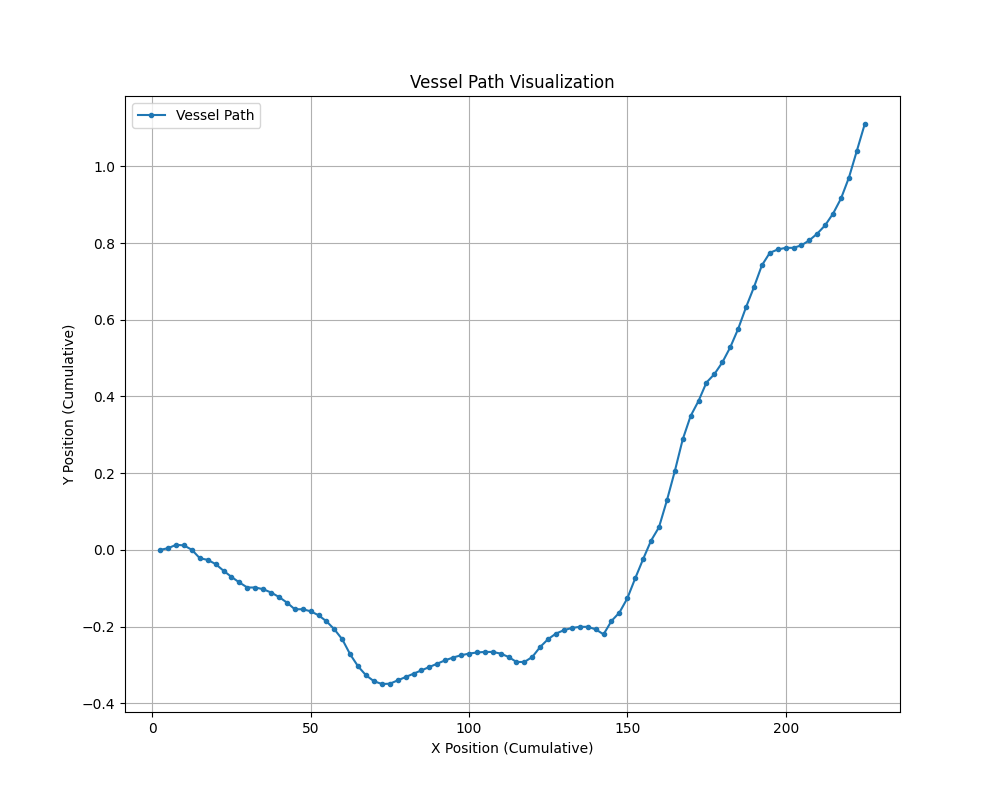 Vessel Path Visualization
Vessel Path
Y Position (Cumulative)
1.0
0.8
0.6
0.4
0.2
0.0
−0.2
−0.4
0 50 100 150 200
X Position (Cumulative)